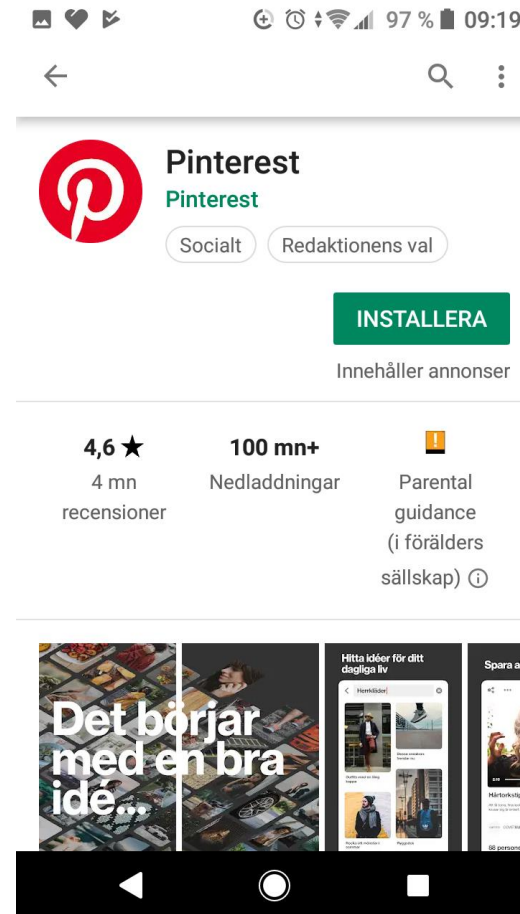 97 % 09:19
Pinterest
Pinterest
Socialt Redaktionens val
INSTALLERA
Innehåller annonser
4,6 ★ 100 mn+
4 mn Nedladdningar Parental
recensioner guidance
(i förälders
sällskap)
Det börjar
med en bra
idé...
Hitta idéer för ditt
dagliga liv
Herrkläder
Spara a
Hårtorkstip